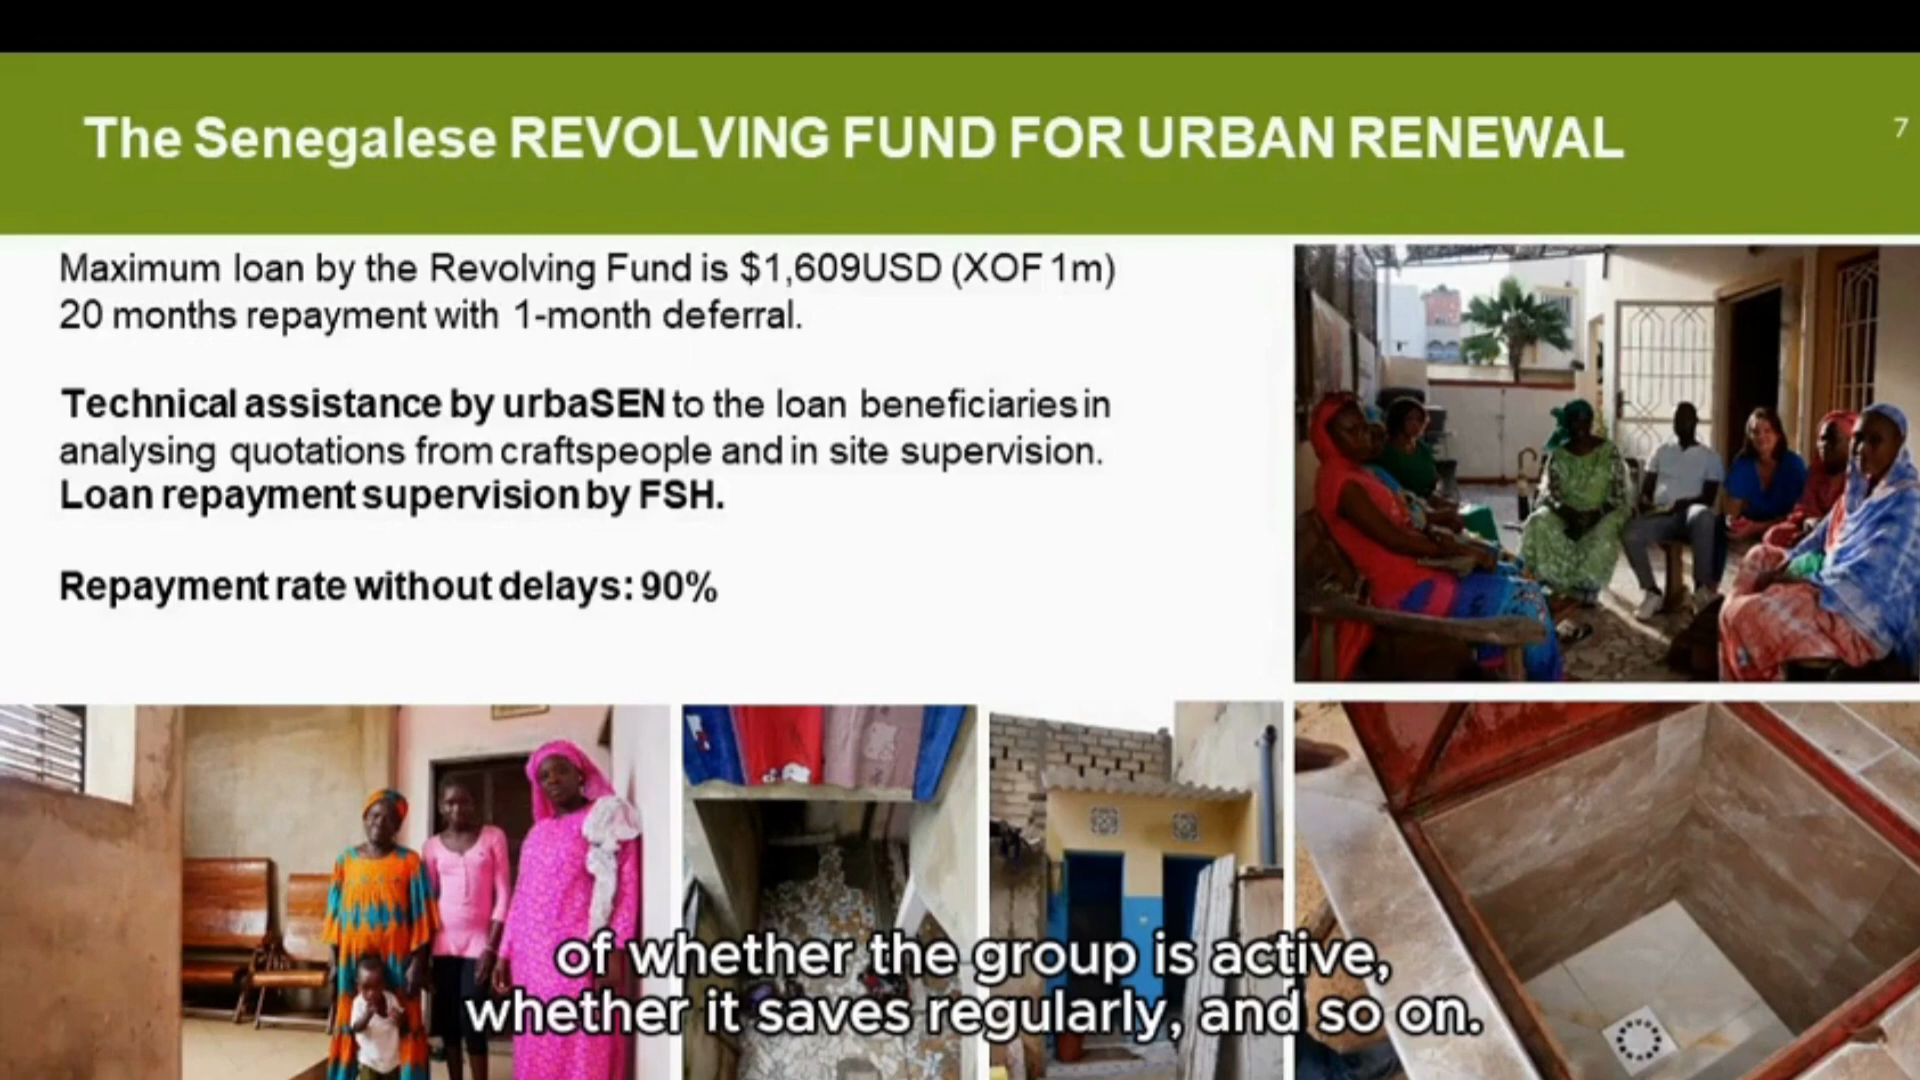 The Senegalese REVOLVING FUND FOR URBAN RENEWAL
7
Maximum loan by the Revolving Fund is $1,609USD (XOF 1m)
20 months repayment with 1-month deferral.
Technical assistance by urbaSEN to the loan beneficiaries in
analysing quotations from craftspeople and in site supervision.
Loan repayment supervision by FSH.
Repayment rate without delays: 90%
of whether the group is active,
whether it saves regularly, and so on.